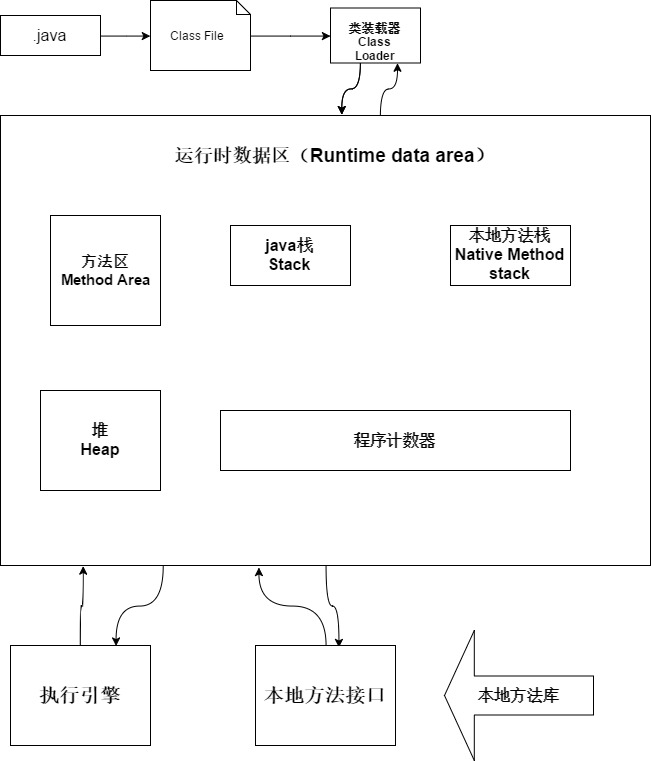 .java
Class File
类装载器
Class
Loader
运行时数据区（Runtime data area）
方法区
Method Area
java栈
Stack
本地方法栈
Native Method
stack
堆
Heap
程序计数器
执行引擎
本地方法接口
本地方法库